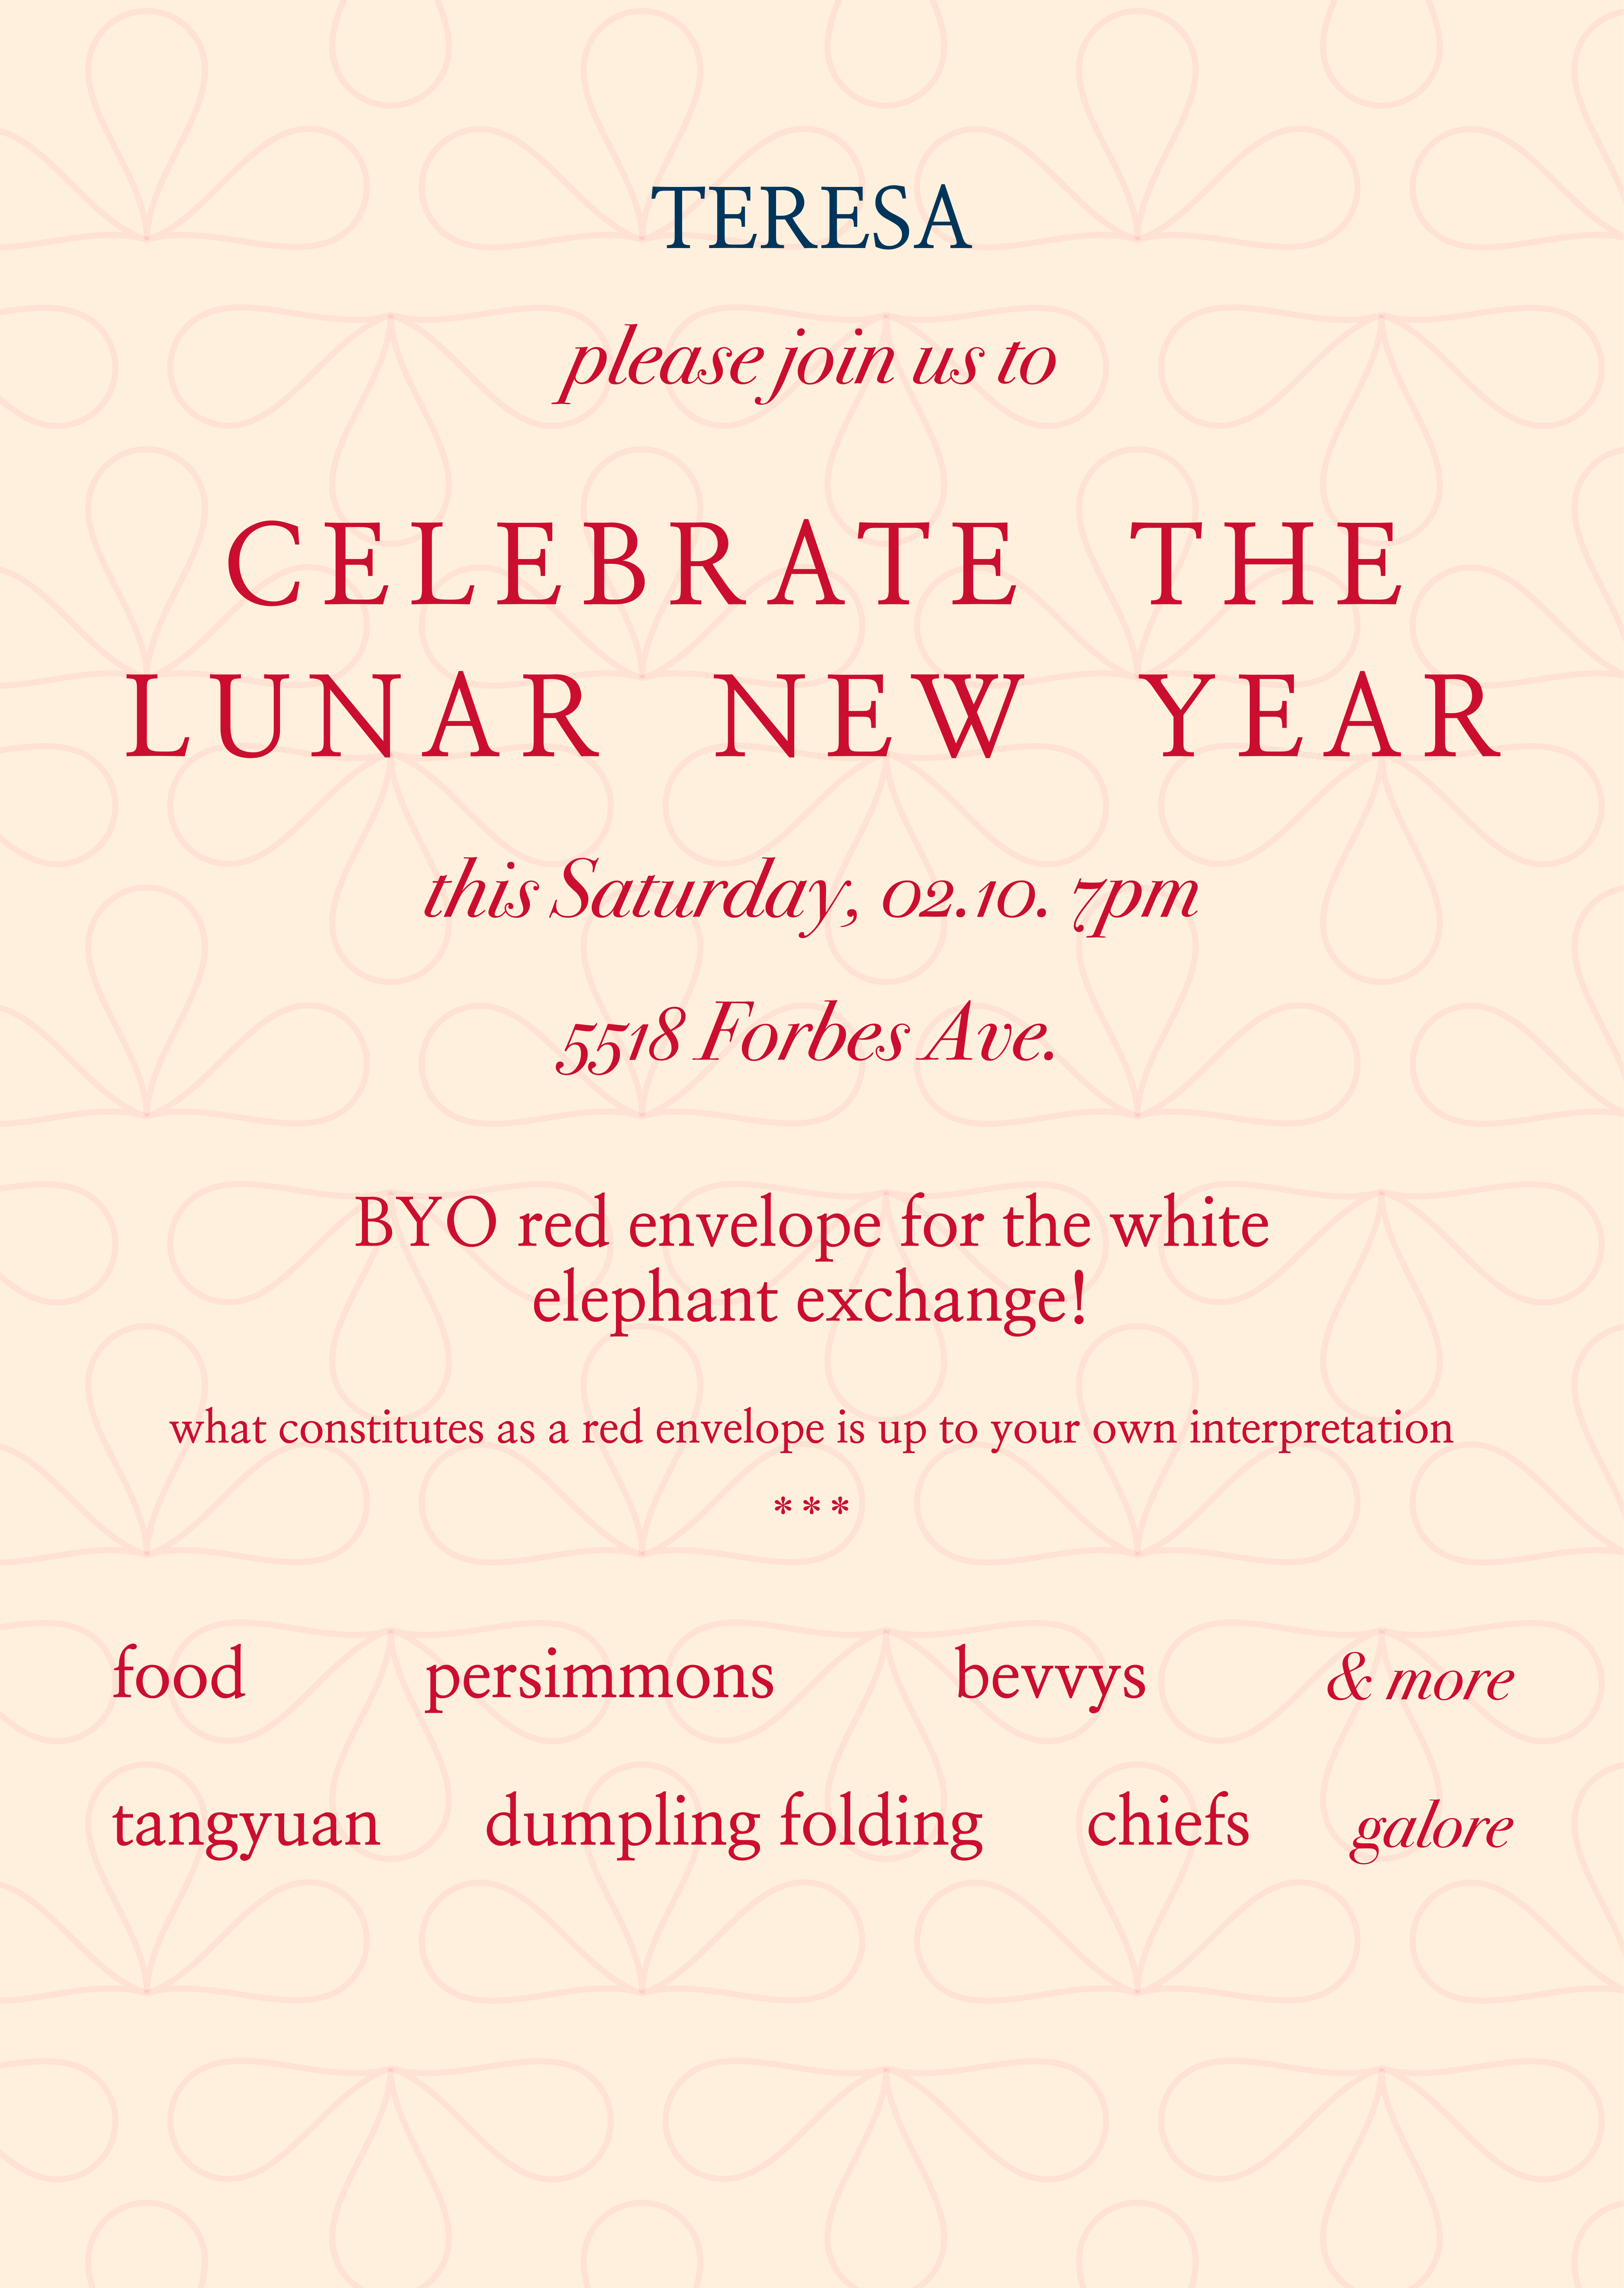 TERESA
please join us to
CELEBRATE THE
LUNAR NEW YEAR
this Saturday, 02.10. 7pm
5518 Forbes Ave.
BYO red envelope for the white
elephant exchange!
what constitutes as a red envelope is up to your own interpretation
***
food persimmons bevvys & more
tangyuan dumpling folding chiefs galore